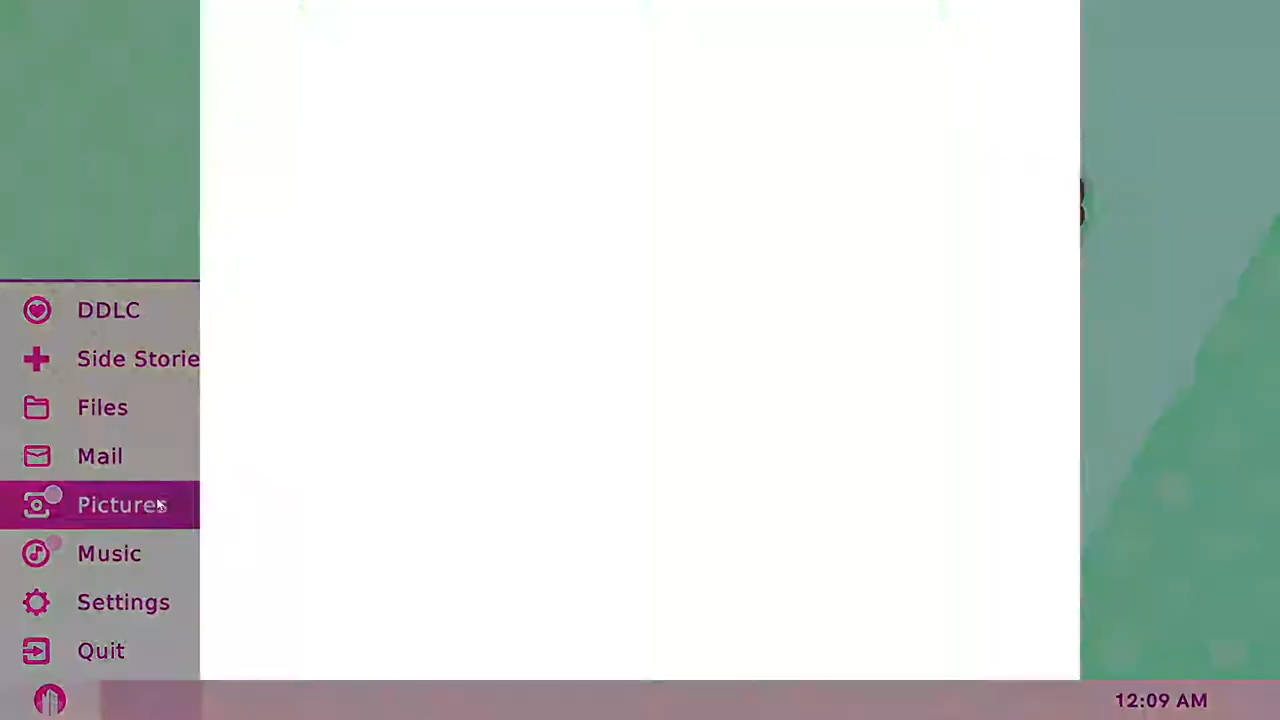 DDLC
Side Storie
Files
Mail
Pictures
Music
Settings
Quit
12:09 AM